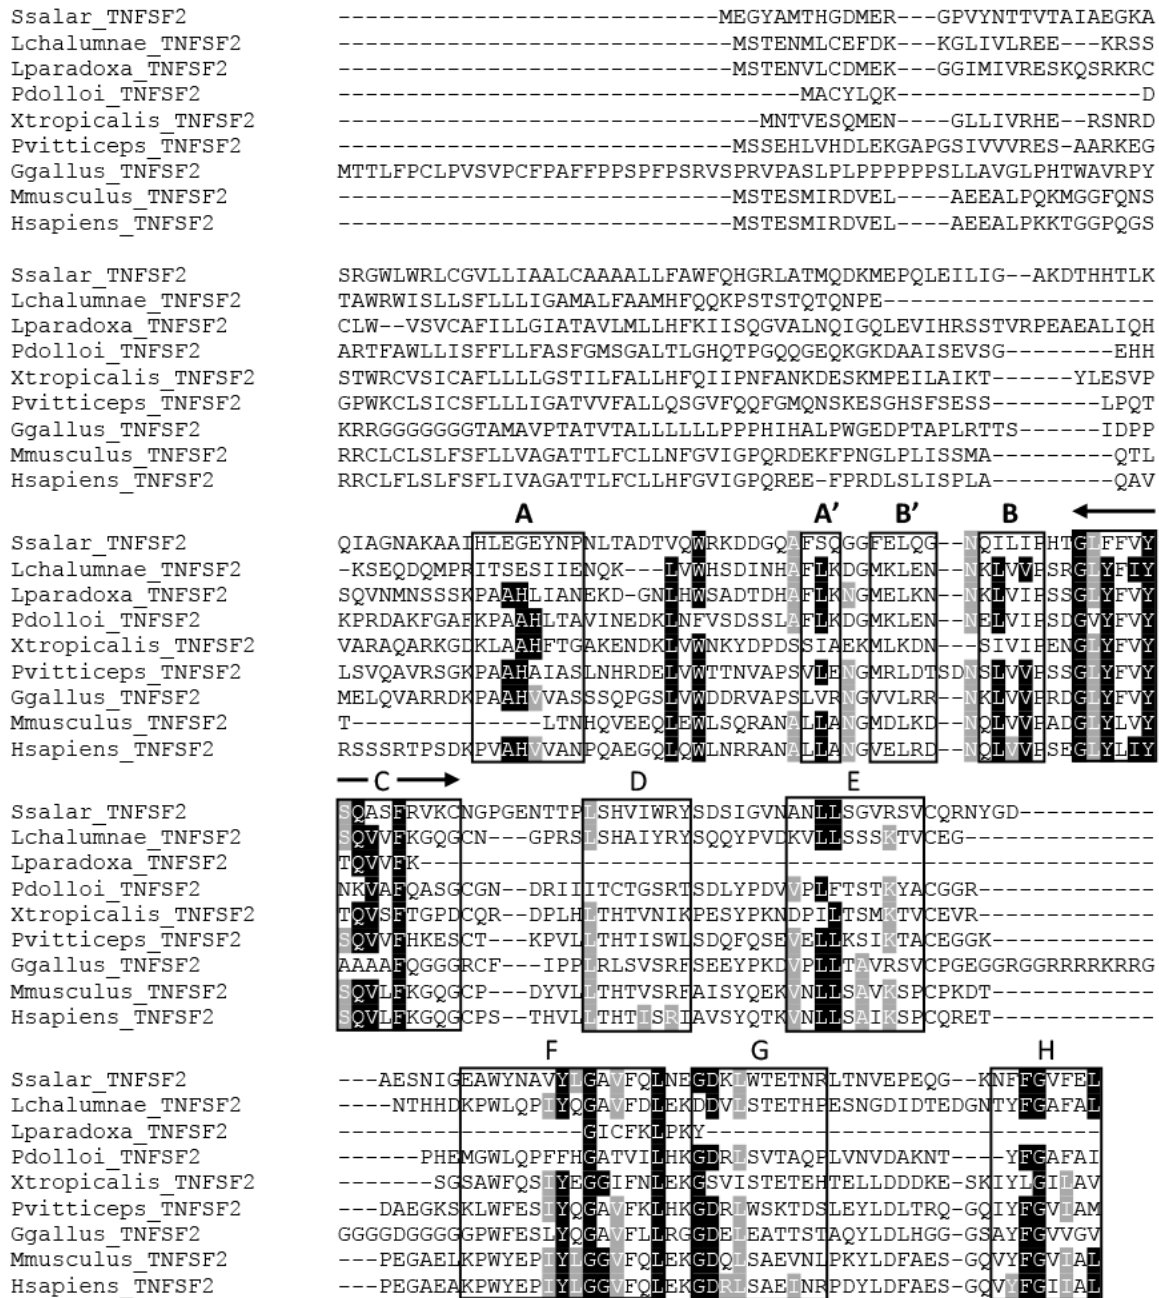 Ssalar_TNFSF2 ----------------------------MEGYAMTHGDMER---GPVYNTTVTAIAEGKA
Lchalumnae_TNFSF2 -----------------------------MSTENMLCEFDK---KGLIVLREE---KRSS
Lparadoxa_TNFSF2 -----------------------------MSTENVLCDMEK---GGIMIVRESKQSRKRC
Pdolloi_TNFSF2 ----------------------------------MACYLQK------------------D
Xtropicalis_TNFSF2 -------------------------------MNTVESQMEN----GLLIVRHE--RSNRD
Pvitticeps_TNFSF2 -----------------------------MSSEHLVHDLEKGAPGSIVVVRES-AARKEG
Ggallus_TNFSF2 MTTLFPCLPVSVPCFPAFFPPSPFPSRVSPRVPASLPLPPPPPPSLLAVGLPHTWAVRPY
Mmusculus_TNFSF2 -----------------------------MSTESMIRDVEL----AEEALPQKMGGFQNS
Hsapiens_TNFSF2 -----------------------------MSTESMIRDVEL----AEEALPKKTGGPQGS
Ssalar_TNFSF2 SRGWLWRLCGVLLIAALCAAAALLFAWFQHGRLATMQDKMEPQLEILIG--AKDTHHTLK
Lchalumnae_TNFSF2 TAWRWISLLSFLLLIGAMALFAAMHFQQKPSTSTQTQNPE--------------------
Lparadoxa_TNFSF2 CLW--VSVCAFILLGIATAVLMLLHFKIISQGVALNQIGQLEVIHRSSTVRPEAEALIQH
Pdolloi_TNFSF2 ARTFAWLLISFFLLFASFGMSGALTLGHQTPGQQGEQKGKDAAISEVSG--------EHH
Xtropicalis_TNFSF2 STWRCVSICAFLLLLGSTILFALLHFQIIPNFANKDESKMPEILAIKT------YLESVP
Pvitticeps_TNFSF2 GPWKCLSICSFLLLIGATVVFALLQSGVFQQFGMQNSKESGHSFSESS--------LPQT
Ggallus_TNFSF2 KRRGGGGGGGTAMAVPTATVTALLLLLLPPPHIHALPWGEDPTAPLRTTS------IDPP
Mmusculus_TNFSF2 RRCLCLSLFSFLLVAGATTLFCLLNFGVIGPQRDEKFPNGLPLISSMA---------QTL
Hsapiens_TNFSF2 RRCLFLSLFSFLIVAGATTLFCLLHFGVIGPQREE-FPRDLSLISPLA---------QAV
A A’ B’ B
Ssalar_TNFSF2 QIAGNAKAAIHLEGEYNPNLTADTVQWRKDDGQAFSQGGFELQG--NQILIPHTGLFFVY
Lchalumnae_TNFSF2 -KSEQDQMPRITSESIIENQK---LVWHSDINHAFLKDGMKLEN--NKLVVPSRGLYFIY
Lparadoxa_TNFSF2 SQVNMNSSSKPAAHLIANEKD-GNLHWSADTDHAFLKNGMELKN--NKLVIPSSGLYFVY
Pdolloi_TNFSF2 KPRDAKFGAFKPAAHLTAVINEDKLNFVSDSSLAFLKDGMKLEN--NELVIPSDGVYFVY
Xtropicalis_TNFSF2 VARAQARKGDKLAAHFTGAKENDKLVWNKYDPDSSIAEKMLKDN---SIVIPENGLYFVY
Pvitticeps_TNFSF2 LSVQAVRSGKPAAHAIASLNHRDELVWTTNVAPSVLENGMRLDTSDNSLVVPSSGLYFVY
Ggallus_TNFSF2 MELQVARRDKPAAHVVASSSQPGSLVWDDRVAPSLVRNGVVLRR--NKLVVPRDGLYFVY
Mmusculus_TNFSF2 T--------------LTNHQVEEQLEWLSQRANALLANGMDLKD--NQLVVPADGLYLVY
Hsapiens_TNFSF2 RSSSRTPSDKPVAHVVANPQAEGQLQWLNRRANALLANGVELRD--NQLVVPSEGLYLIY
C D E
Ssalar_TNFSF2 SQASFRVKCNGPGENTTPLSHVIWRYSDSIGVNANLLSGVRSVCQRNYGD----------
Lchalumnae_TNFSF2 SQVVFKGQGCN---GPRSLSHAIYRYSQQYPVDKVLLSSSKTVCEG--------------
Lparadoxa_TNFSF2 TQVVFK------------------------------------------------------
Pdolloi_TNFSF2 NKVAFQASGCGN--DRIIITCTGSRTSDLYPDVVPLFTSTKYACGGR-------------
Xtropicalis_TNFSF2 TQVSFTGPDCQR--DPLHLTHTVNIKPESYPKNDPILTSMKTVCEVR-------------
Pvitticeps_TNFSF2 SQVVFHKESCT---KPVLLTHTISWLSDQFQSEVELLKSIKTACEGGK------------
Ggallus_TNFSF2 AAAAFQGGGRCF---IPPLRLSVSRFSEEYPKDVPLLTAVRSVCPGEGGRGGRRRRKRRG
Mmusculus_TNFSF2 SQVLFKGQGCP---DYVLLTHTVSRFAISYQEKVNLLSAVKSPCPKDT------------
Hsapiens_TNFSF2 SQVLFKGQGCPS--THVLLTHTISRIAVSYQTKVNLLSAIKSPCQRET------------
F G H
Ssalar_TNFSF2 ---AESNIGEAWYNAVYLGAVFQLNEGDKLWTETNRLTNVEPEQG--KNFFGVFEL
Lchalumnae_TNFSF2 ----NTHHDKPWLQPIYQGAVFDLEKDDVLSTETHPESNGDIDTEDGNTYFGAFAL
Lparadoxa_TNFSF2 ------------------GICFKLPKY-----------------------------
Pdolloi_TNFSF2 ------PHEMGWLQPFFHGATVILHKGDRLSVTAQPLVNVDAKNT----YFGAFAI
Xtropicalis_TNFSF2 -------SGSAWFQSIYEGGIFNLEKGSVISTETEHTELLDDDKE-SKIYLGILAV
Pvitticeps_TNFSF2 ---DAEGKSKLWFESIYQGAVFKLHKGDRLWSKTDSLEYLDLTRQ-GQIYFGVIAM
Ggallus_TNFSF2 GGGGDGGGGGPWFESLYQGAVFLLRGGDELEATTSTAQYLDLHGG-GSAYFGVVGV
Mmusculus_TNFSF2 ---PEGAELKPWYEPIYLGGVFQLEKGDQLSAEVNLPKYLDFAES-GQVYFGVIAL
Hsapiens_TNFSF2 ---PEGAEAKPWYEPIYLGGVFQLEKGDRLSAEINRPDYLDFAES-GQVYFGIIAL